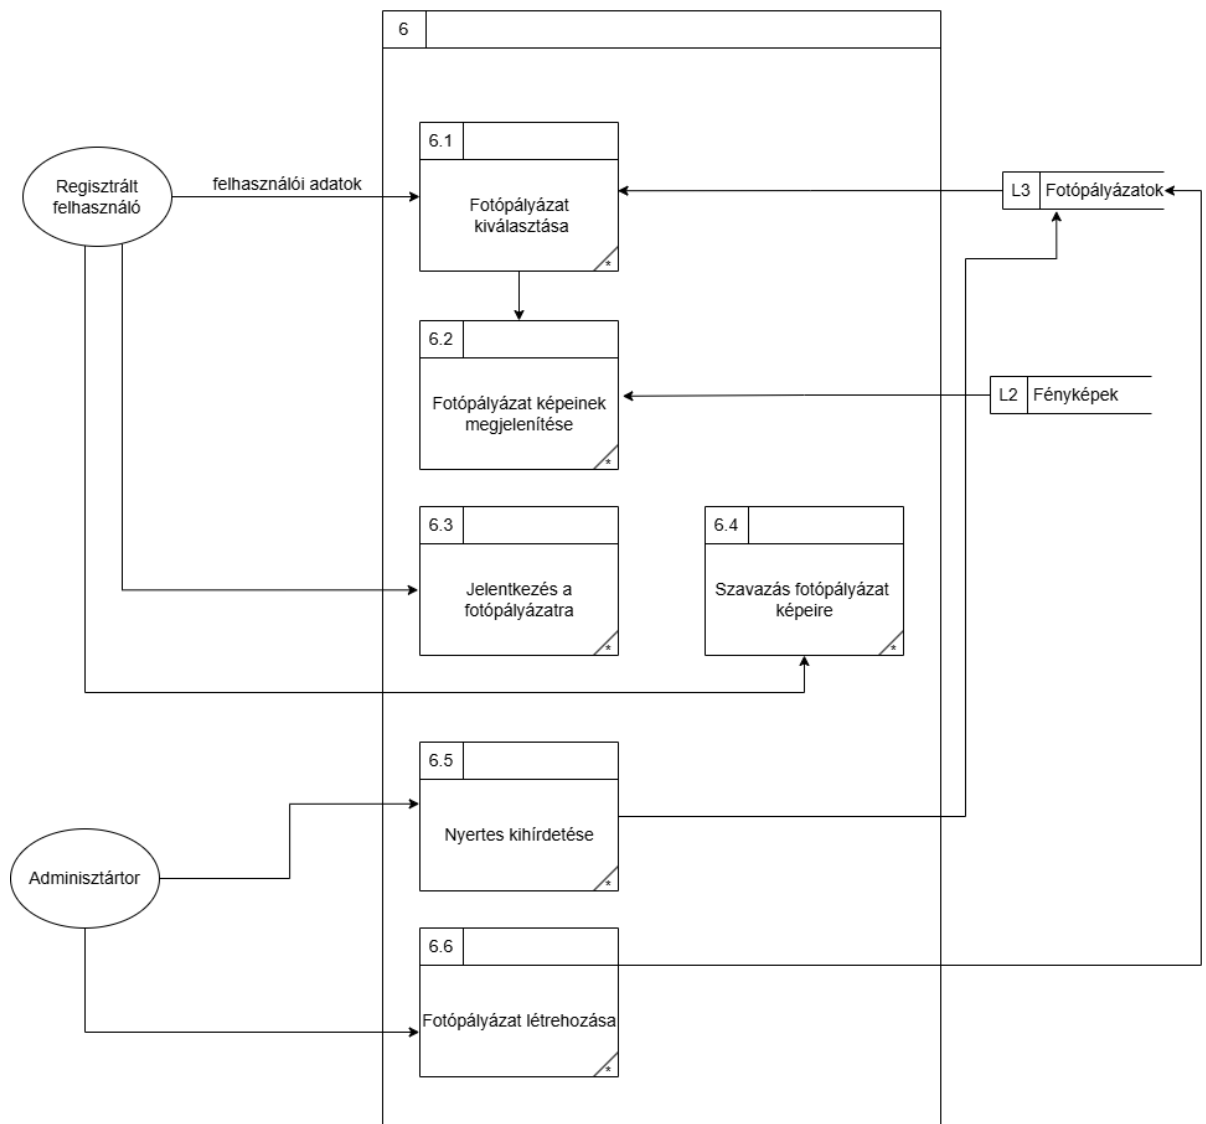 6
6.1
Regisztrált
felhasználó
felhasználói adatok
Fotópályázat
kiválasztása
*
L3 Fotópályázatok
6.2
Fotópályázat képeinek
megjelenítése
*
L2 Fényképek
6.3
Jelentkezés a
fotópályázatra
*
6.4
Szavazás fotópályázat
képeire
*
6.5
Nyertes kihírdetése
*
Adminisztártor
6.6
Fotópályázat létrehozása
*